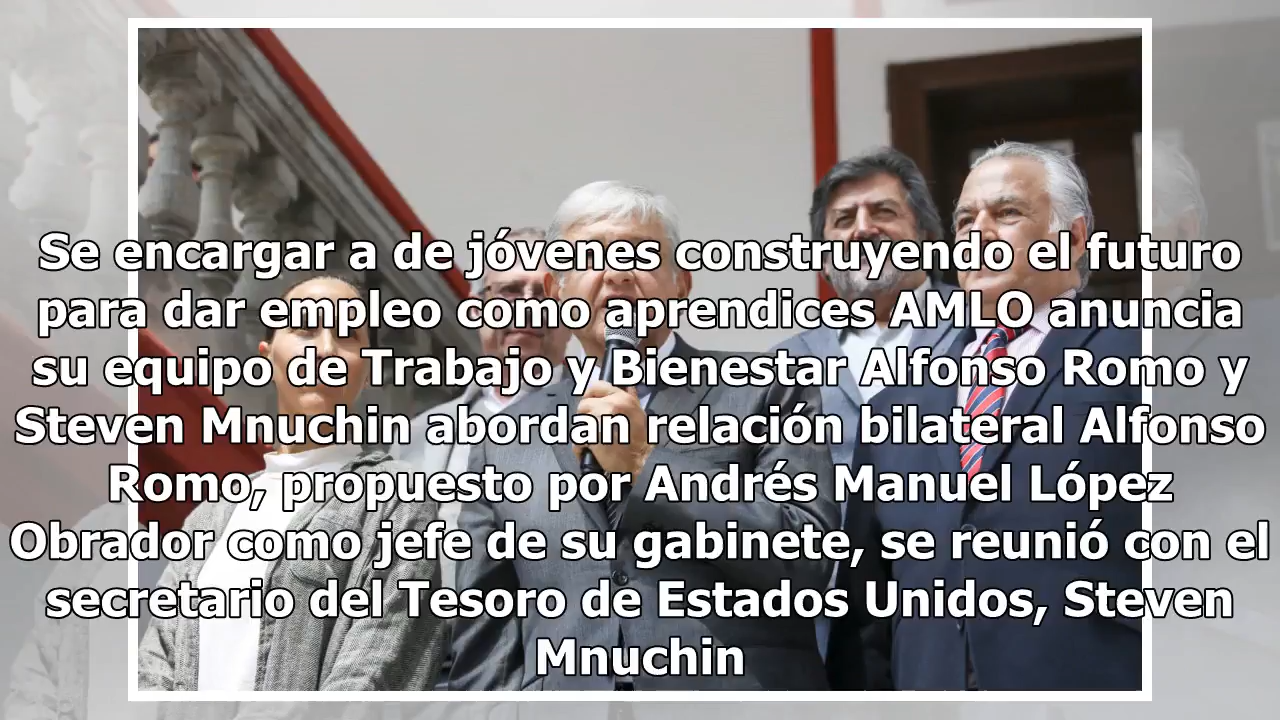 Se encargar a de jóvenes construyendo el futuro
para dar empleo como aprendices AMLO anuncia
su equipo de Trabajo y Bienestar Alfonso Romo y
Steven Mnuchin abordan relación bilateral Alfonso
Romo, propuesto por Andrés Manuel López
Obrador como jefe de su gabinete, se reunió con el
secretario del Tesoro de Estados Unidos, Steven
Mnuchin